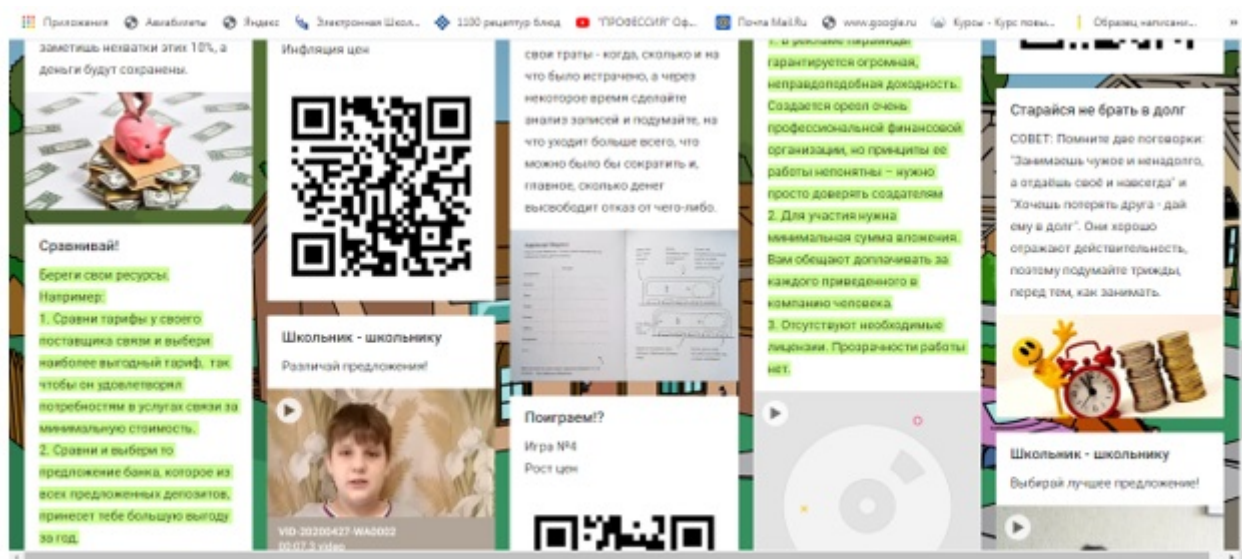 Приложения
Авиабилеты
Яндекс
Электронная Школ...
1100 рецептур блюд
"ПРОФЕССИЯ" Оф...
Почта Mail.Ru
www.google.ru
Курсы - Курс повы...
Образец написани...
заметишь нехватки этих 10%, а
деньги будут сохранены.
Сравнивай!
Береги свои ресурсы.
Например:
1. Сравни тарифы у своего
поставщика связи и выбери
наиболее выгодный тариф, так
чтобы он удовлетворял
потребностям в услугах связи за
минимальную стоимость.
2. Сравни и выбери то
предложение банка, которое из
всех предложенных депозитов,
принесет тебе большую выгоду
за год.
Инфляция цен
Школьник - школьнику
Различай предложения!
VID-20200427-WA0002
00:07.3 video
свои траты - когда, сколько и на
что было истрачено, а через
некоторое время сделайте
анализ записей и подумайте, на
что уходит больше всего, что
можно было бы сократить и,
главное, сколько денег
высвободит отказ от чего-либо.
Поиграем!?
Игра №4
Рост цен
1. В рекламе пирамиды
гарантируется огромная,
неправдоподобная доходность.
Создается ореол очень
профессиональной финансовой
организации, но принципы ее
работы непонятны – нужно
просто доверять создателям
2. Для участия нужна
минимальная сумма вложения.
Вам обещают доплачивать за
каждого приведенного в
компанию человека.
3. Отсутствуют необходимые
лицензии. Прозрачности работы
нет.
Старайся не брать в долг
СОВЕТ: Помните две поговорки:
"Занимаешь чужое и ненадолго,
а отдаёшь своё и навсегда" и
"Хочешь потерять друга - дай
ему в долг". Они хорошо
отражают действительность,
поэтому подумайте трижды,
перед тем, как занимать.
Школьник - школьнику
Выбирай лучшее предложение!